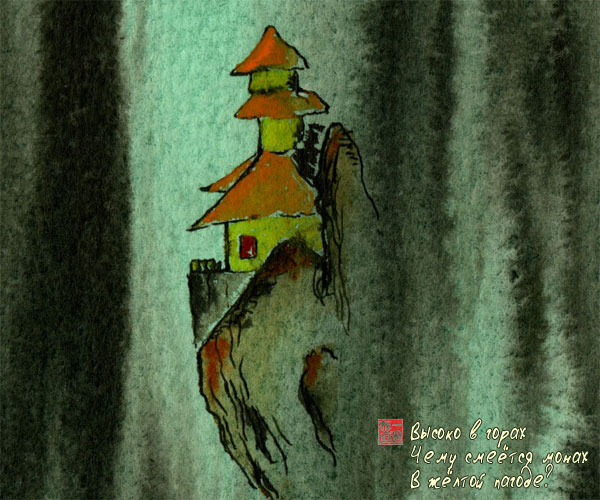 Высоко в горах
Чему смеётся монах
В жёлтой пагоде?